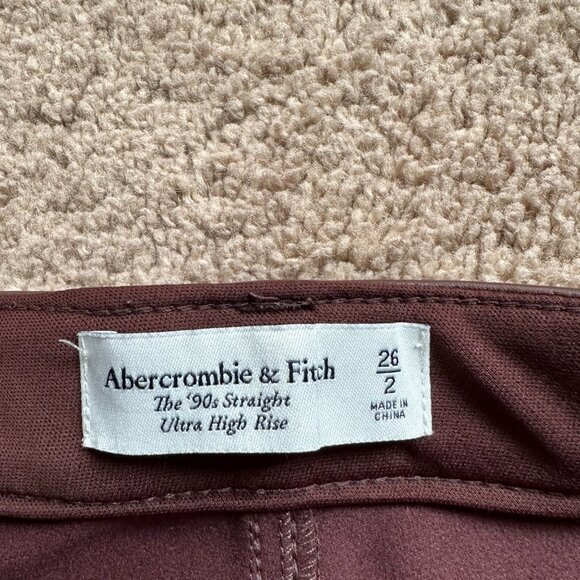 Abercrombie & Fitch
The '90s Straight
Ultra High Rise
26
2
MADE IN
CHINA